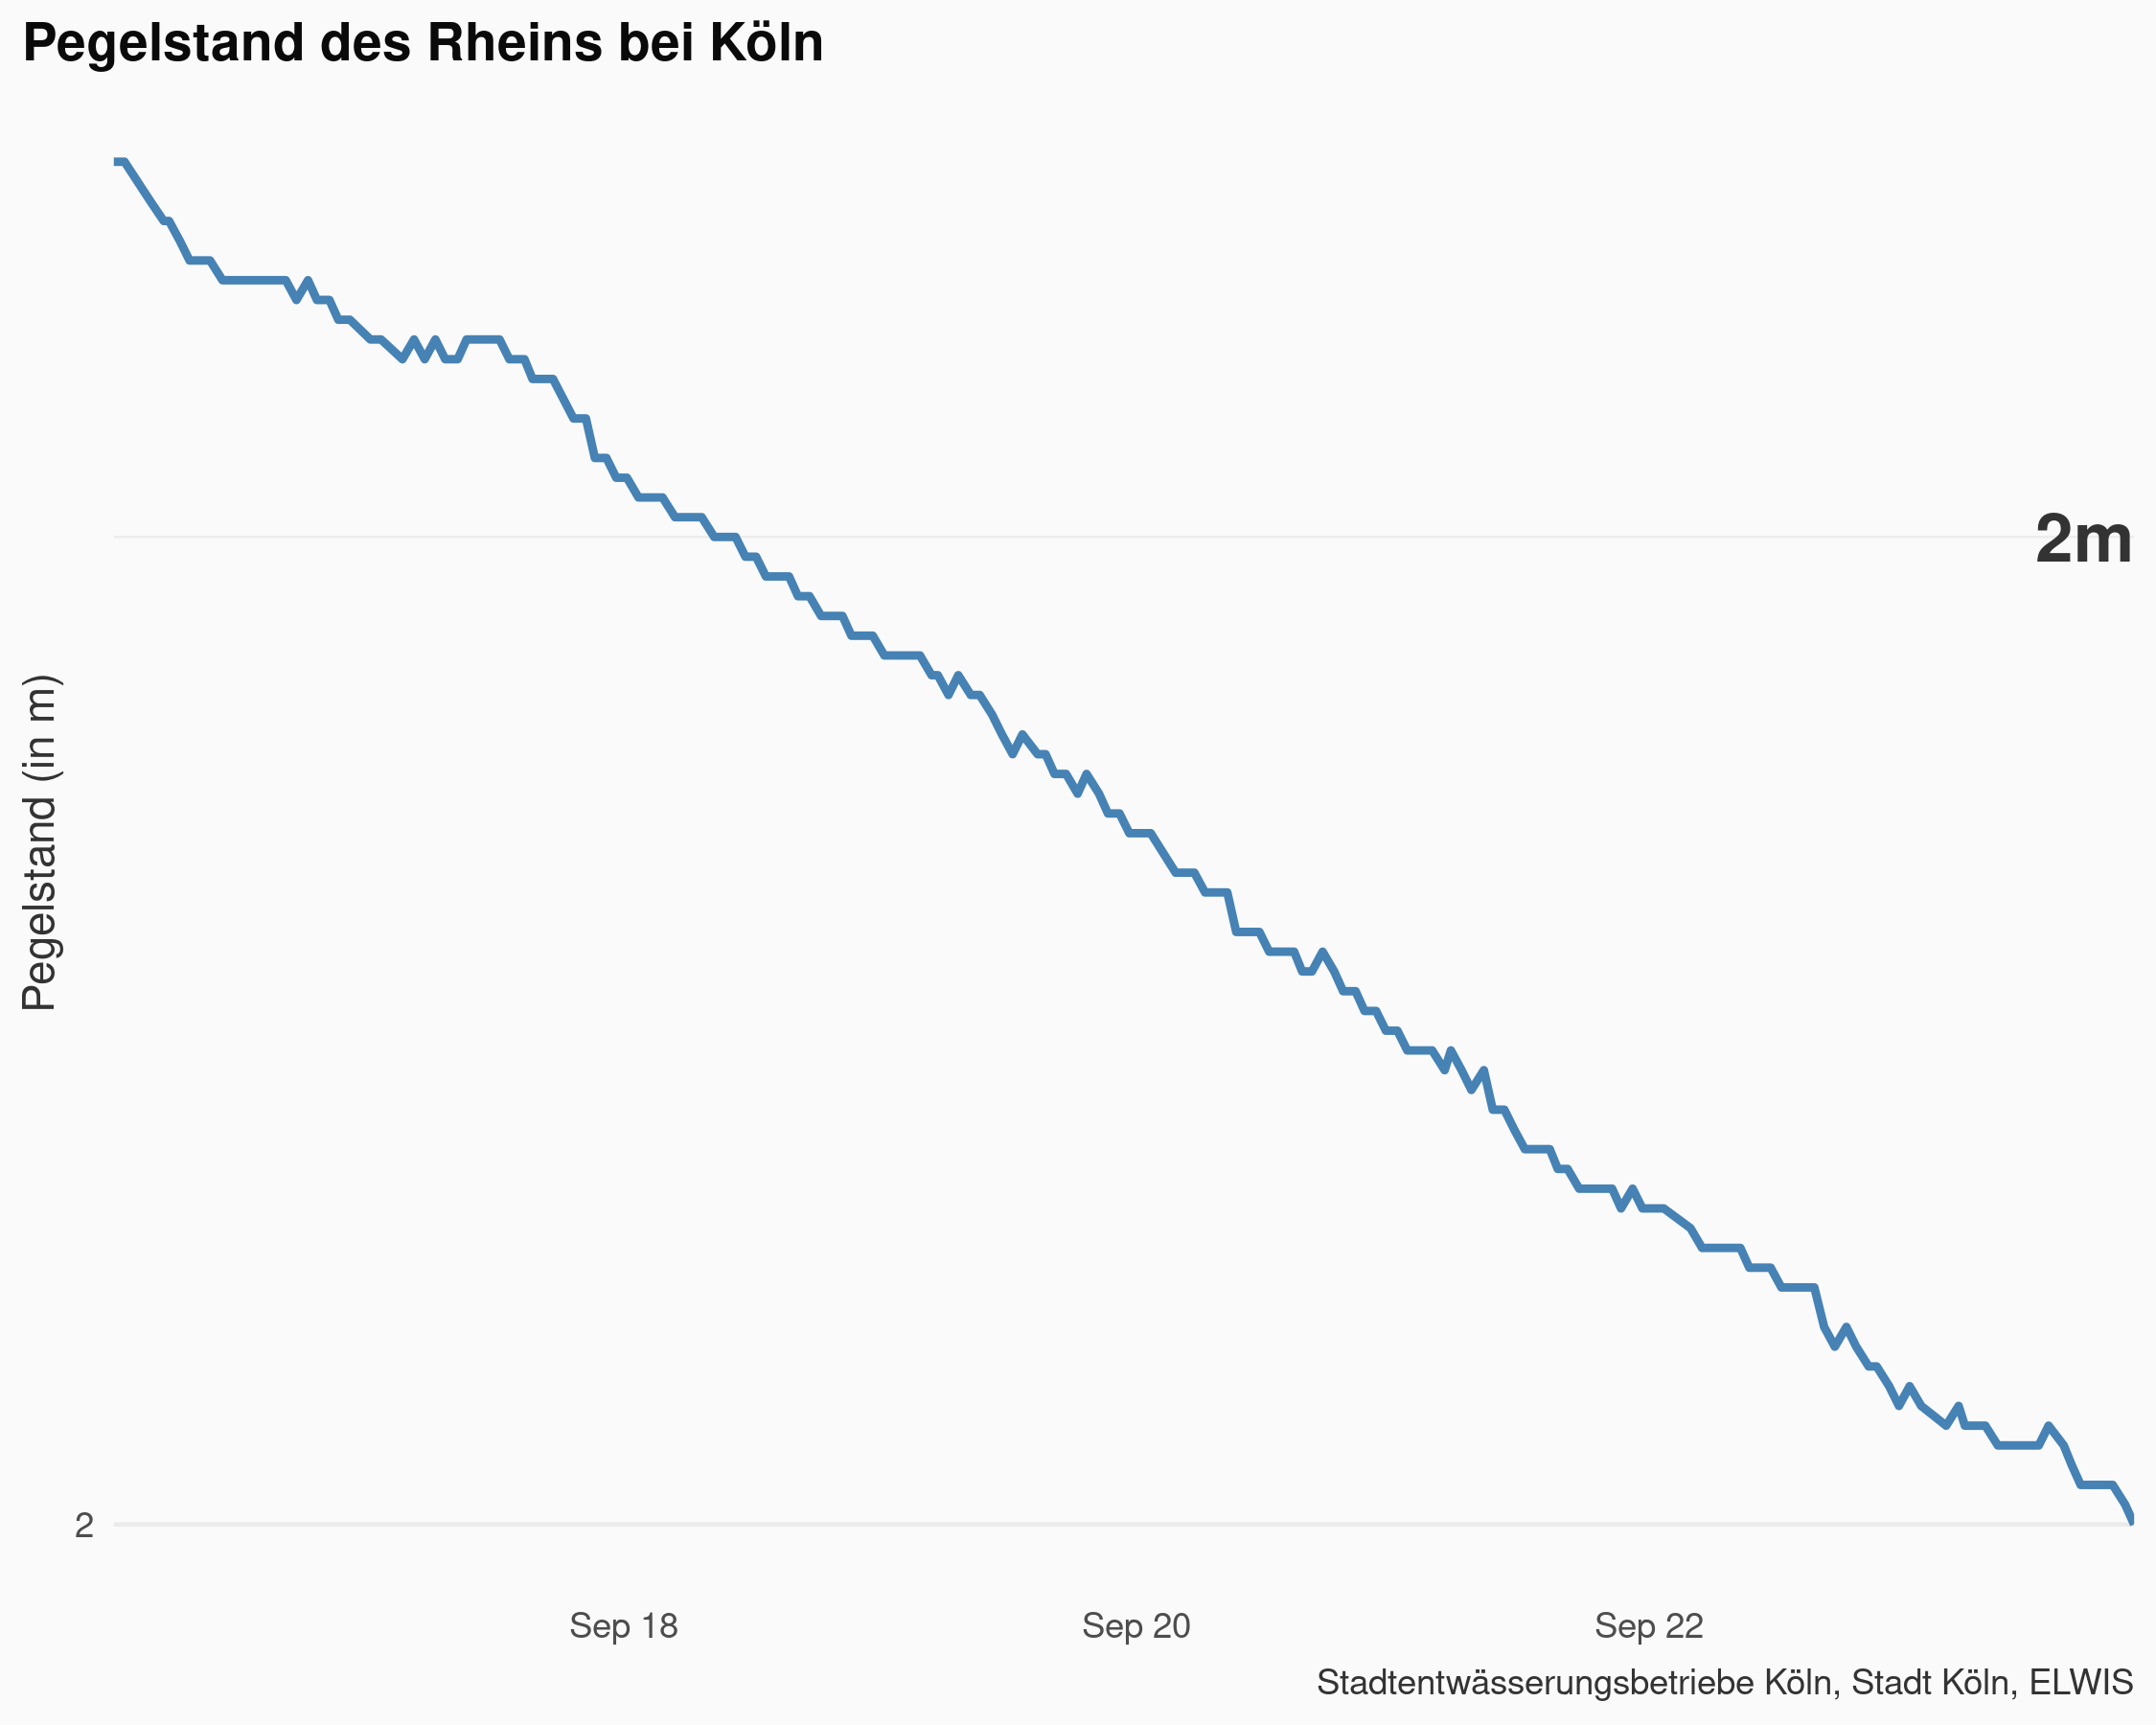 Pegelstand des Rheins bei Köln
2m
Pegelstand (in m)
2
Sep 18
Sep 20
Sep 22
Stadtentwässerungsbetriebe Köln, Stadt Köln, ELWIS